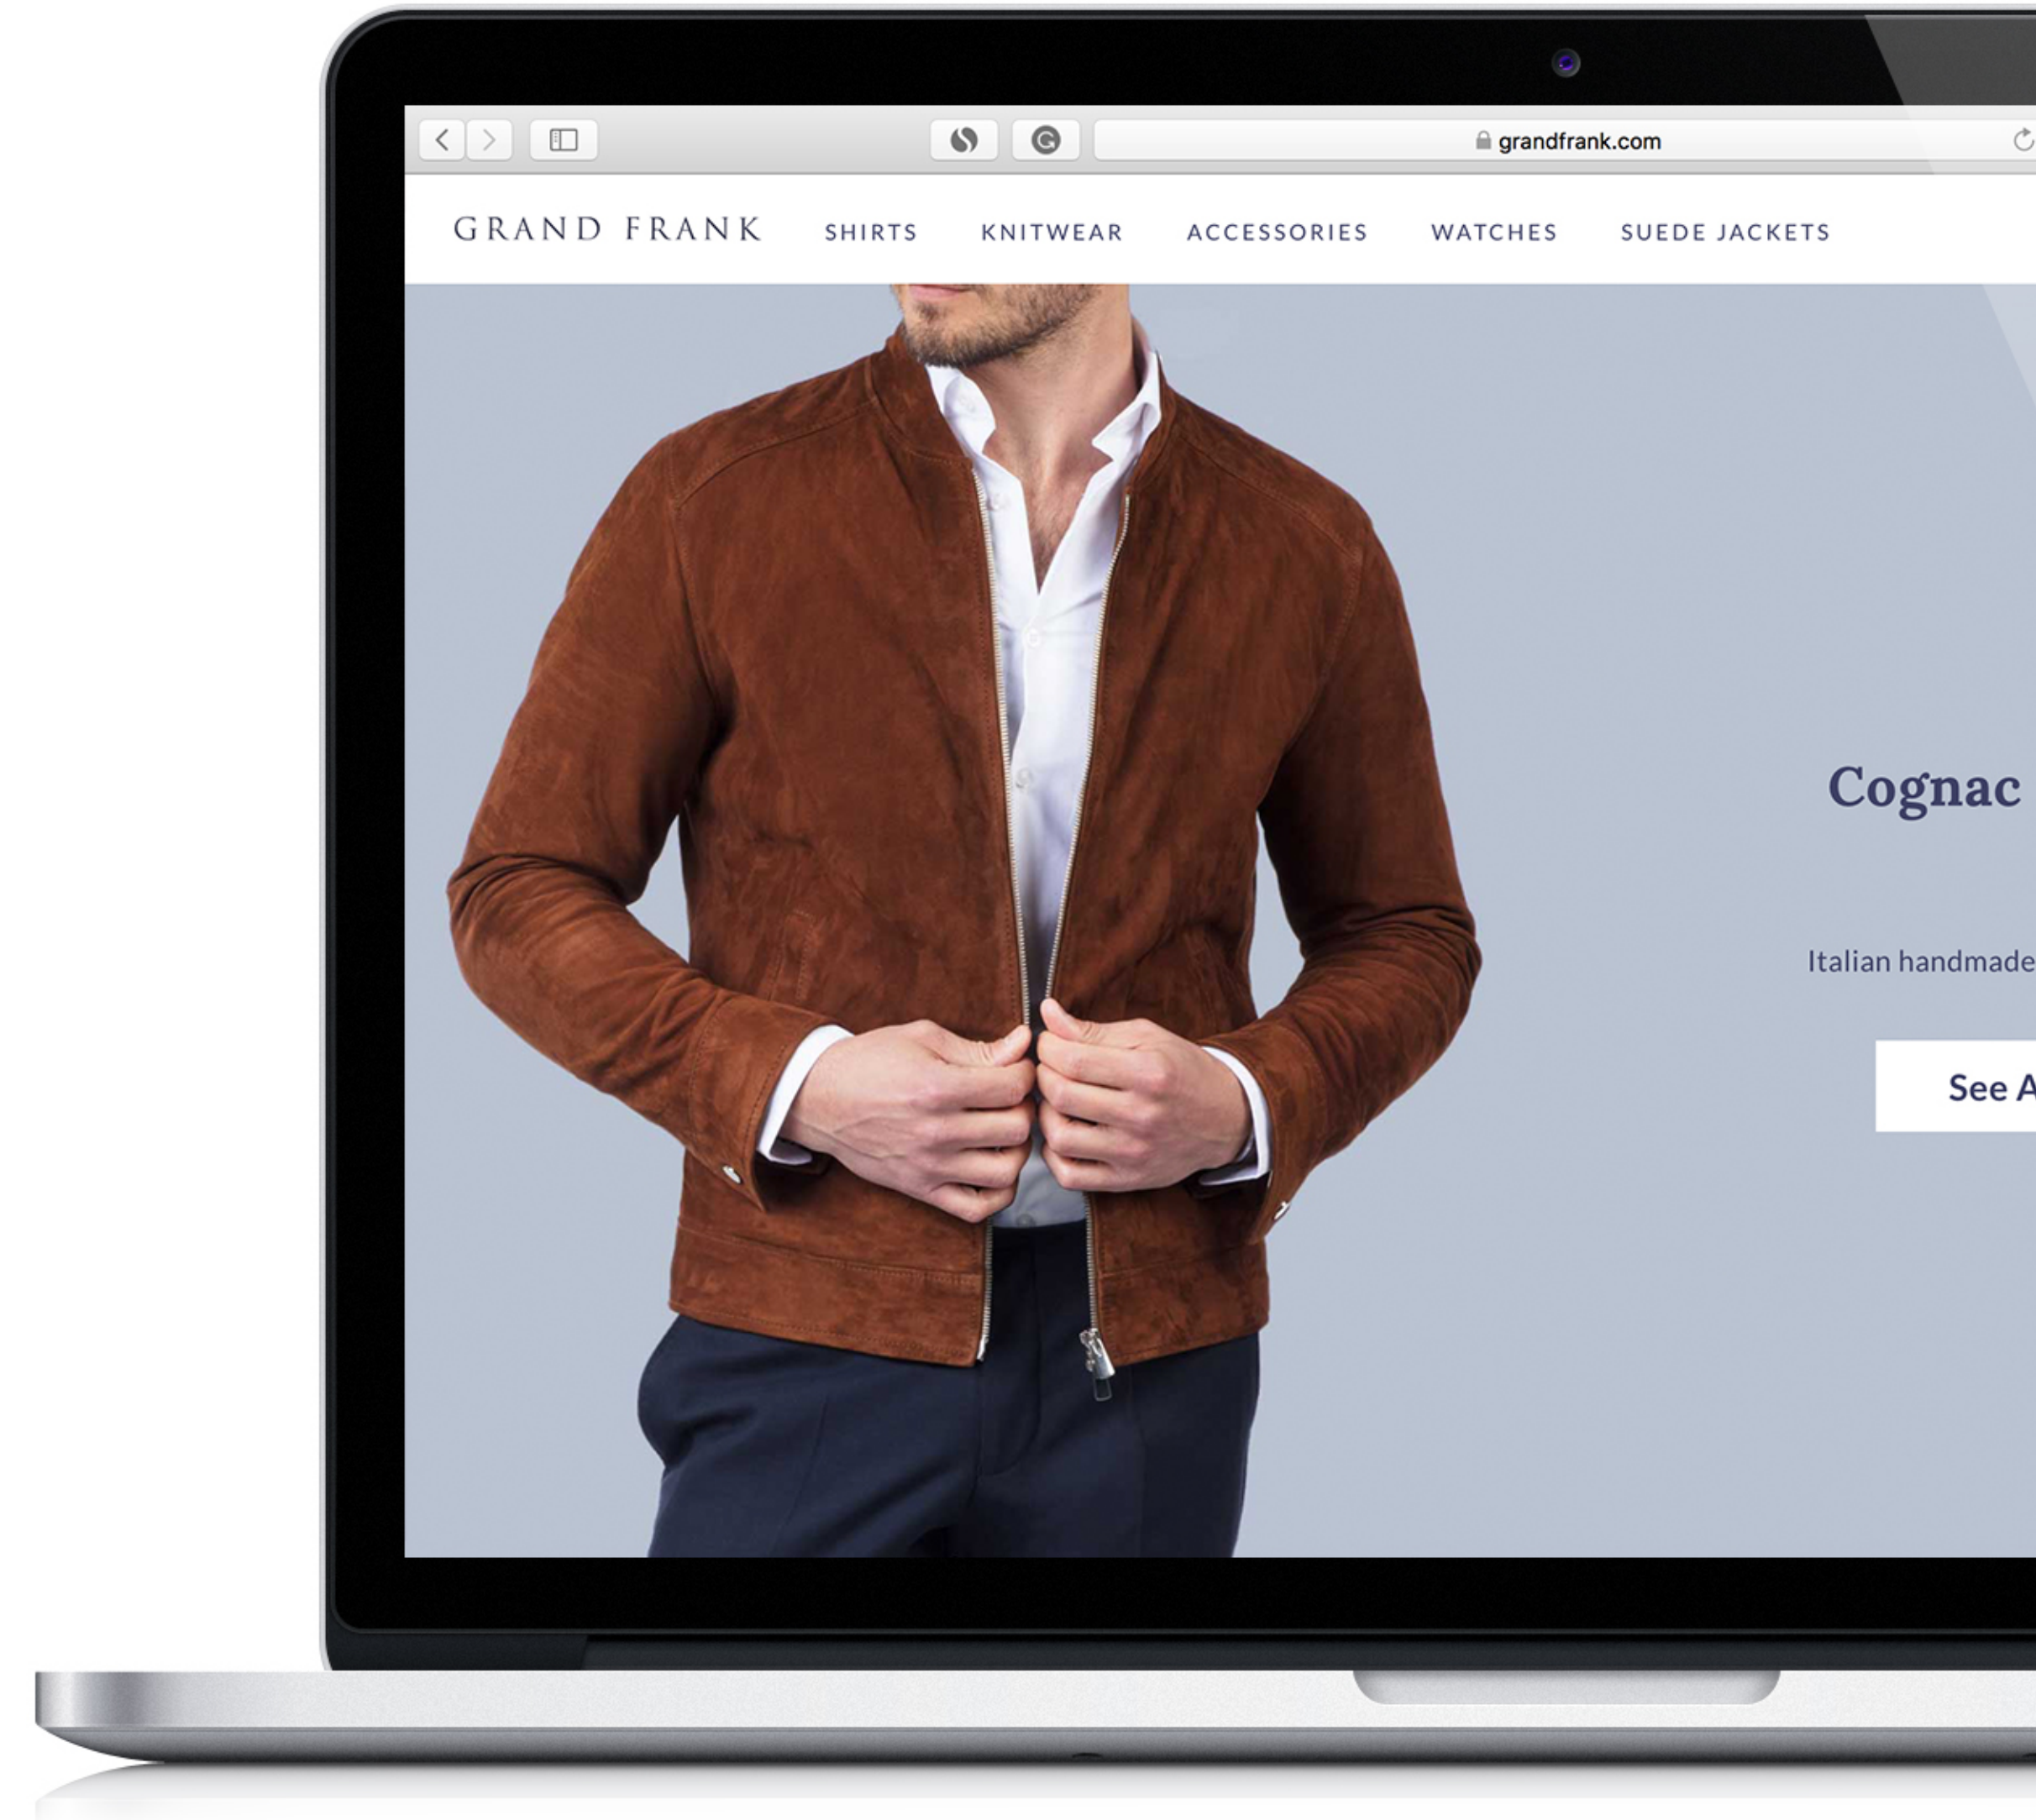 grandfrank.com
GRAND FRANK SHIRTS KNITWEAR ACCESSORIES WATCHES SUEDE JACKETS
Cognac
Italian handmade
See A